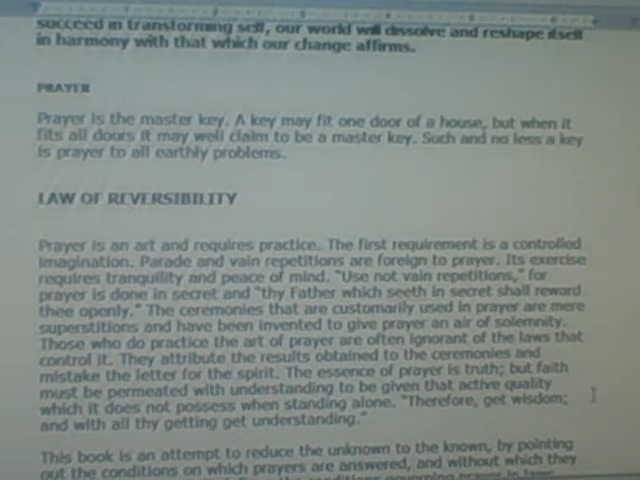 succeed in transforming self, our world will dissolve and reshape itself
in harmony with that which our change affirms.
PRAYER
Prayer is the master key. A key may fit one door of a house, but when it
fits all doors it may well claim to be a master key. Such and no less a key
is prayer to all earthly problems.
LAW OF REVERSIBILITY
Prayer is an art and requires practice. The first requirement is a controlled
imagination. Parade and vain repetitions are foreign to prayer. Its exercise
requires tranquility and peace of mind. "Use not vain repetitions," for
prayer is done in secret and "thy Father which seeth in secret shall reward
thee openly." The ceremonies that are customarily used in prayer are mere
superstitions and have been invented to give prayer an air of solemnity.
Those who do practice the art of prayer are often ignorant of the laws that
control it. They attribute the results obtained to the ceremonies and
mistake the letter for the spirit. The essence of prayer is truth; but faith
must be permeated with understanding to be given that active quality
which it does not possess when standing alone. "Therefore, get wisdom;
and with all thy getting get understanding."
This book is an attempt to reduce the unknown to the known, by pointing
out the conditions on which prayers are answered, and without which they